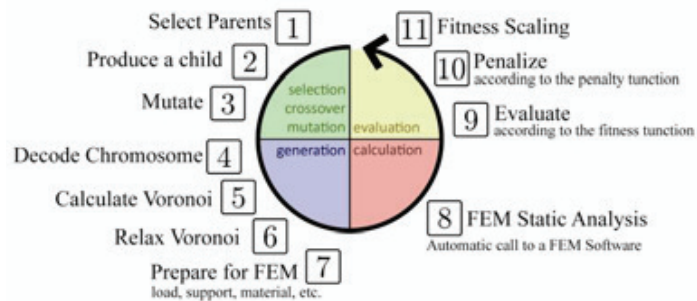 Select Parents 1
Produce a child 2
Mutate 3
Decode Chromosome 4
Calculate Voronoi 5
Relax Voronoi 6
Prepare for FEM 7
load, support, material, etc.
8 FEM Static Analysis
Automatic call to a FEM Software
9 Evaluate
according to the fitness tunction
10 Penalize
according to the penalty tunction
11 Fitness Scaling
selection
crossover
mutation
evaluation
generation
calculation